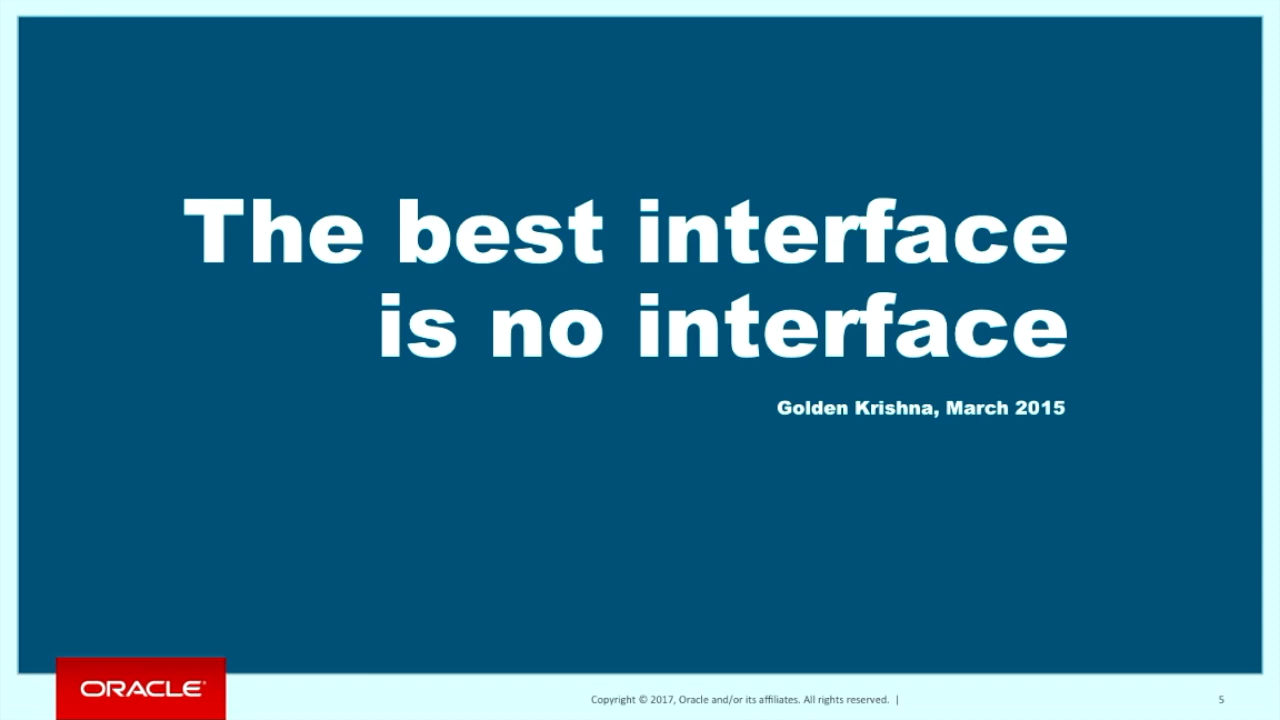 The best interface
is no interface
Golden Krishna, March 2015
ORACLE®
Copyright © 2017, Oracle and/or its affiliates. All rights reserved. |
5